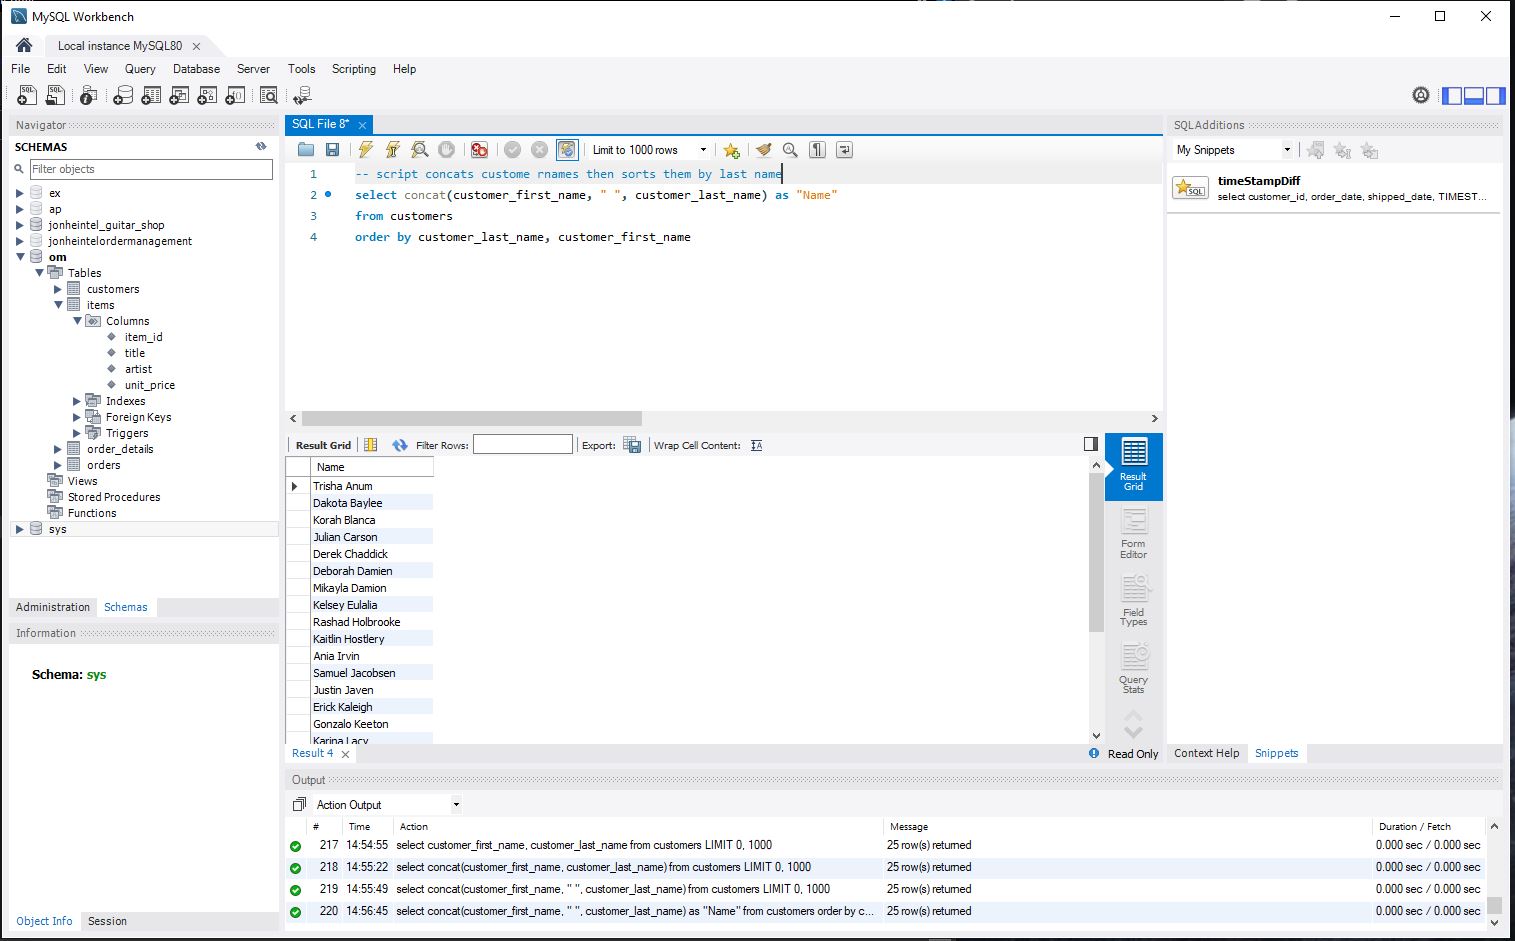 MySQL Workbench
Local instance MySQL80
File Edit View Query Database Server Tools Scripting Help
Navigator
SCHEMAS
Filter objects
ex
ap
jonheintel_guitar_shop
jonheintelordermanagement
om
Tables
customers
items
Columns
item_id
title
artist
unit_price
Indexes
Foreign Keys
Triggers
order_details
orders
Views
Stored Procedures
Functions
sys
Administration Schemas
Information
Schema: sys
Object Info Session
SQL File 8*
Limit to 1000 rows
1 -- script concats custome rnames then sorts them by last name
2 select concat(customer_first_name, " ", customer_last_name) as "Name"
3 from customers
4 order by customer_last_name, customer_first_name
Result Grid Filter Rows: Export: Wrap Cell Content:
Name
Trisha Anum
Dakota Baylee
Korah Blanca
Julian Carson
Derek Chaddick
Deborah Damien
Mikayla Damion
Kelsey Eulalia
Rashad Holbrooke
Kaitlin Hostlery
Ania Irvin
Samuel Jacobsen
Justin Javen
Erick Kaleigh
Gonzalo Keeton
Karina Lacy
Result
Grid
Form
Editor
Field
Types
Query
Stats
Result 4
Read Only
SQLAdditions
My Snippets
SQL
timeStampDiff
select customer_id, order_date, shipped_date, TIMEST...
Context Help Snippets
Output
Action Output
# Time Action Message Duration / Fetch
217 14:54:55 select customer_first_name, customer_last_name from customers LIMIT 0, 1000 25 row(s) returned 0.000 sec / 0.000 sec
218 14:55:22 select concat(customer_first_name, customer_last_name) from customers LIMIT 0, 1000 25 row(s) returned 0.000 sec / 0.000 sec
219 14:55:49 select concat(customer_first_name, " ", customer_last_name) from customers LIMIT 0, 1000 25 row(s) returned 0.000 sec / 0.000 sec
220 14:56:45 select concat(customer_first_name, " ", customer_last_name) as "Name" from customers order by c... 25 row(s) returned 0.000 sec / 0.000 sec